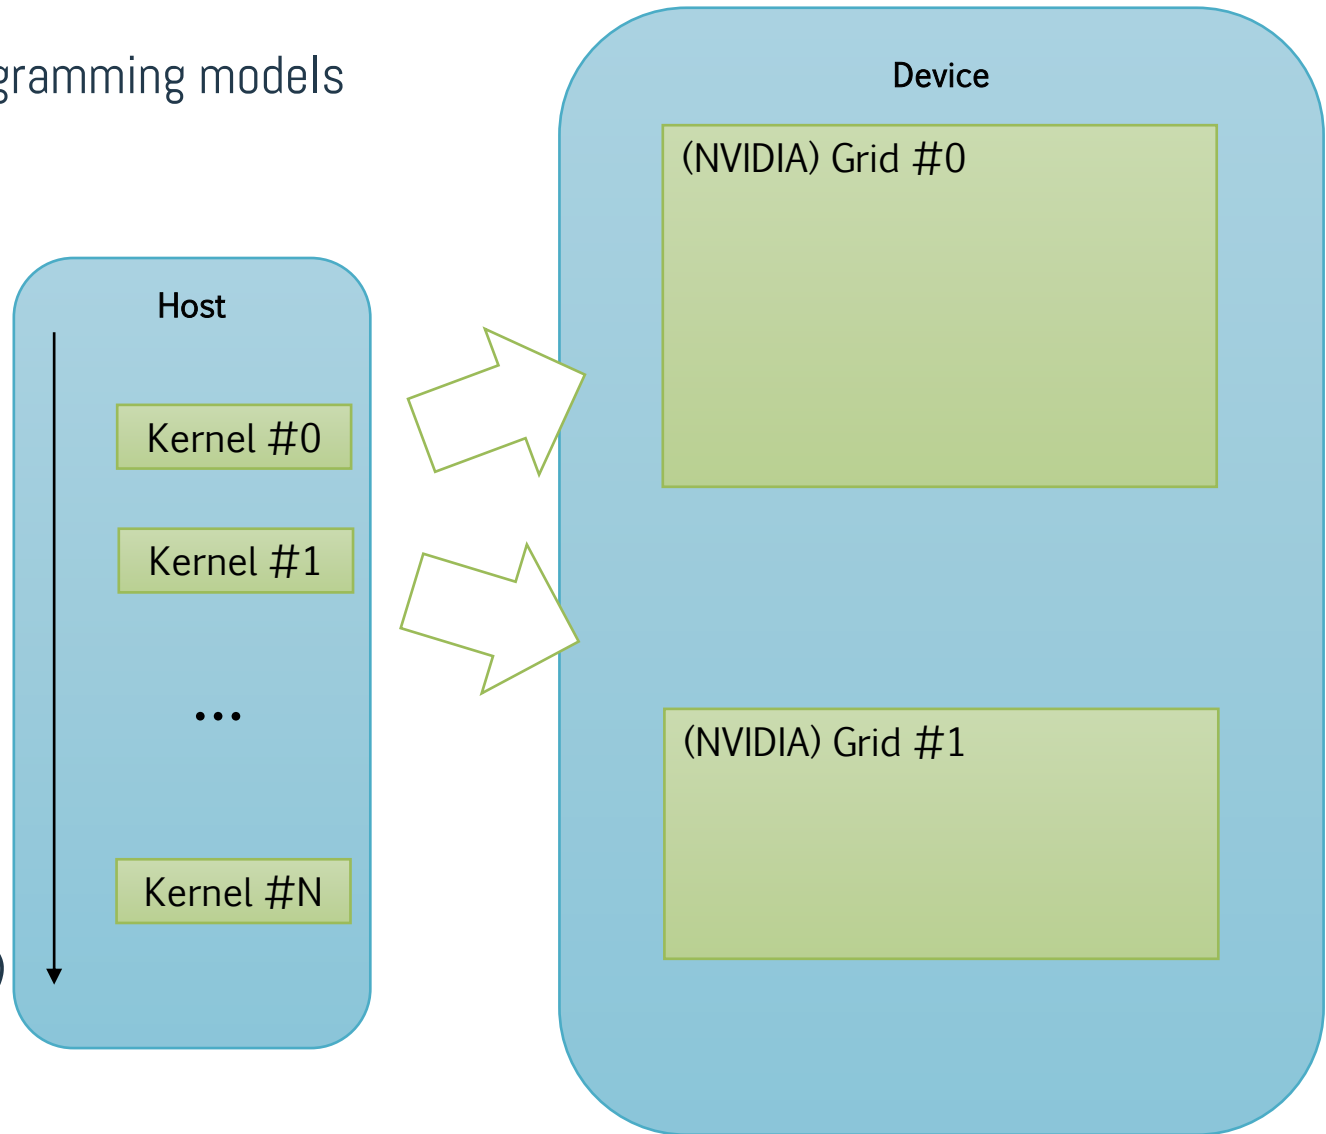 gramming models
Device
(NVIDIA) Grid #0
Host
Kernel #0
Kernel #1
...
(NVIDIA) Grid #1
Kernel #N
)